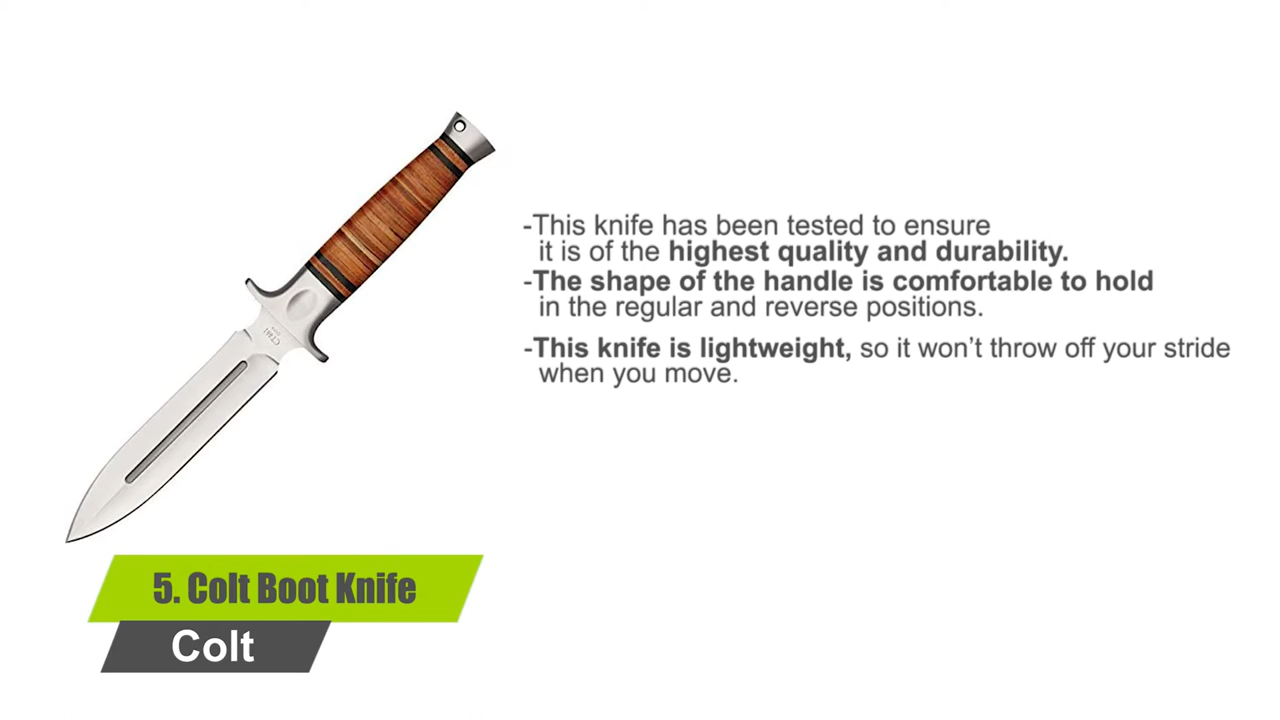 -This knife has been tested to ensure
it is of the highest quality and durability.
-The shape of the handle is comfortable to hold
in the regular and reverse positions.
-This knife is lightweight, so it won't throw off your stride
when you move.
5. Colt Boot Knife
Colt